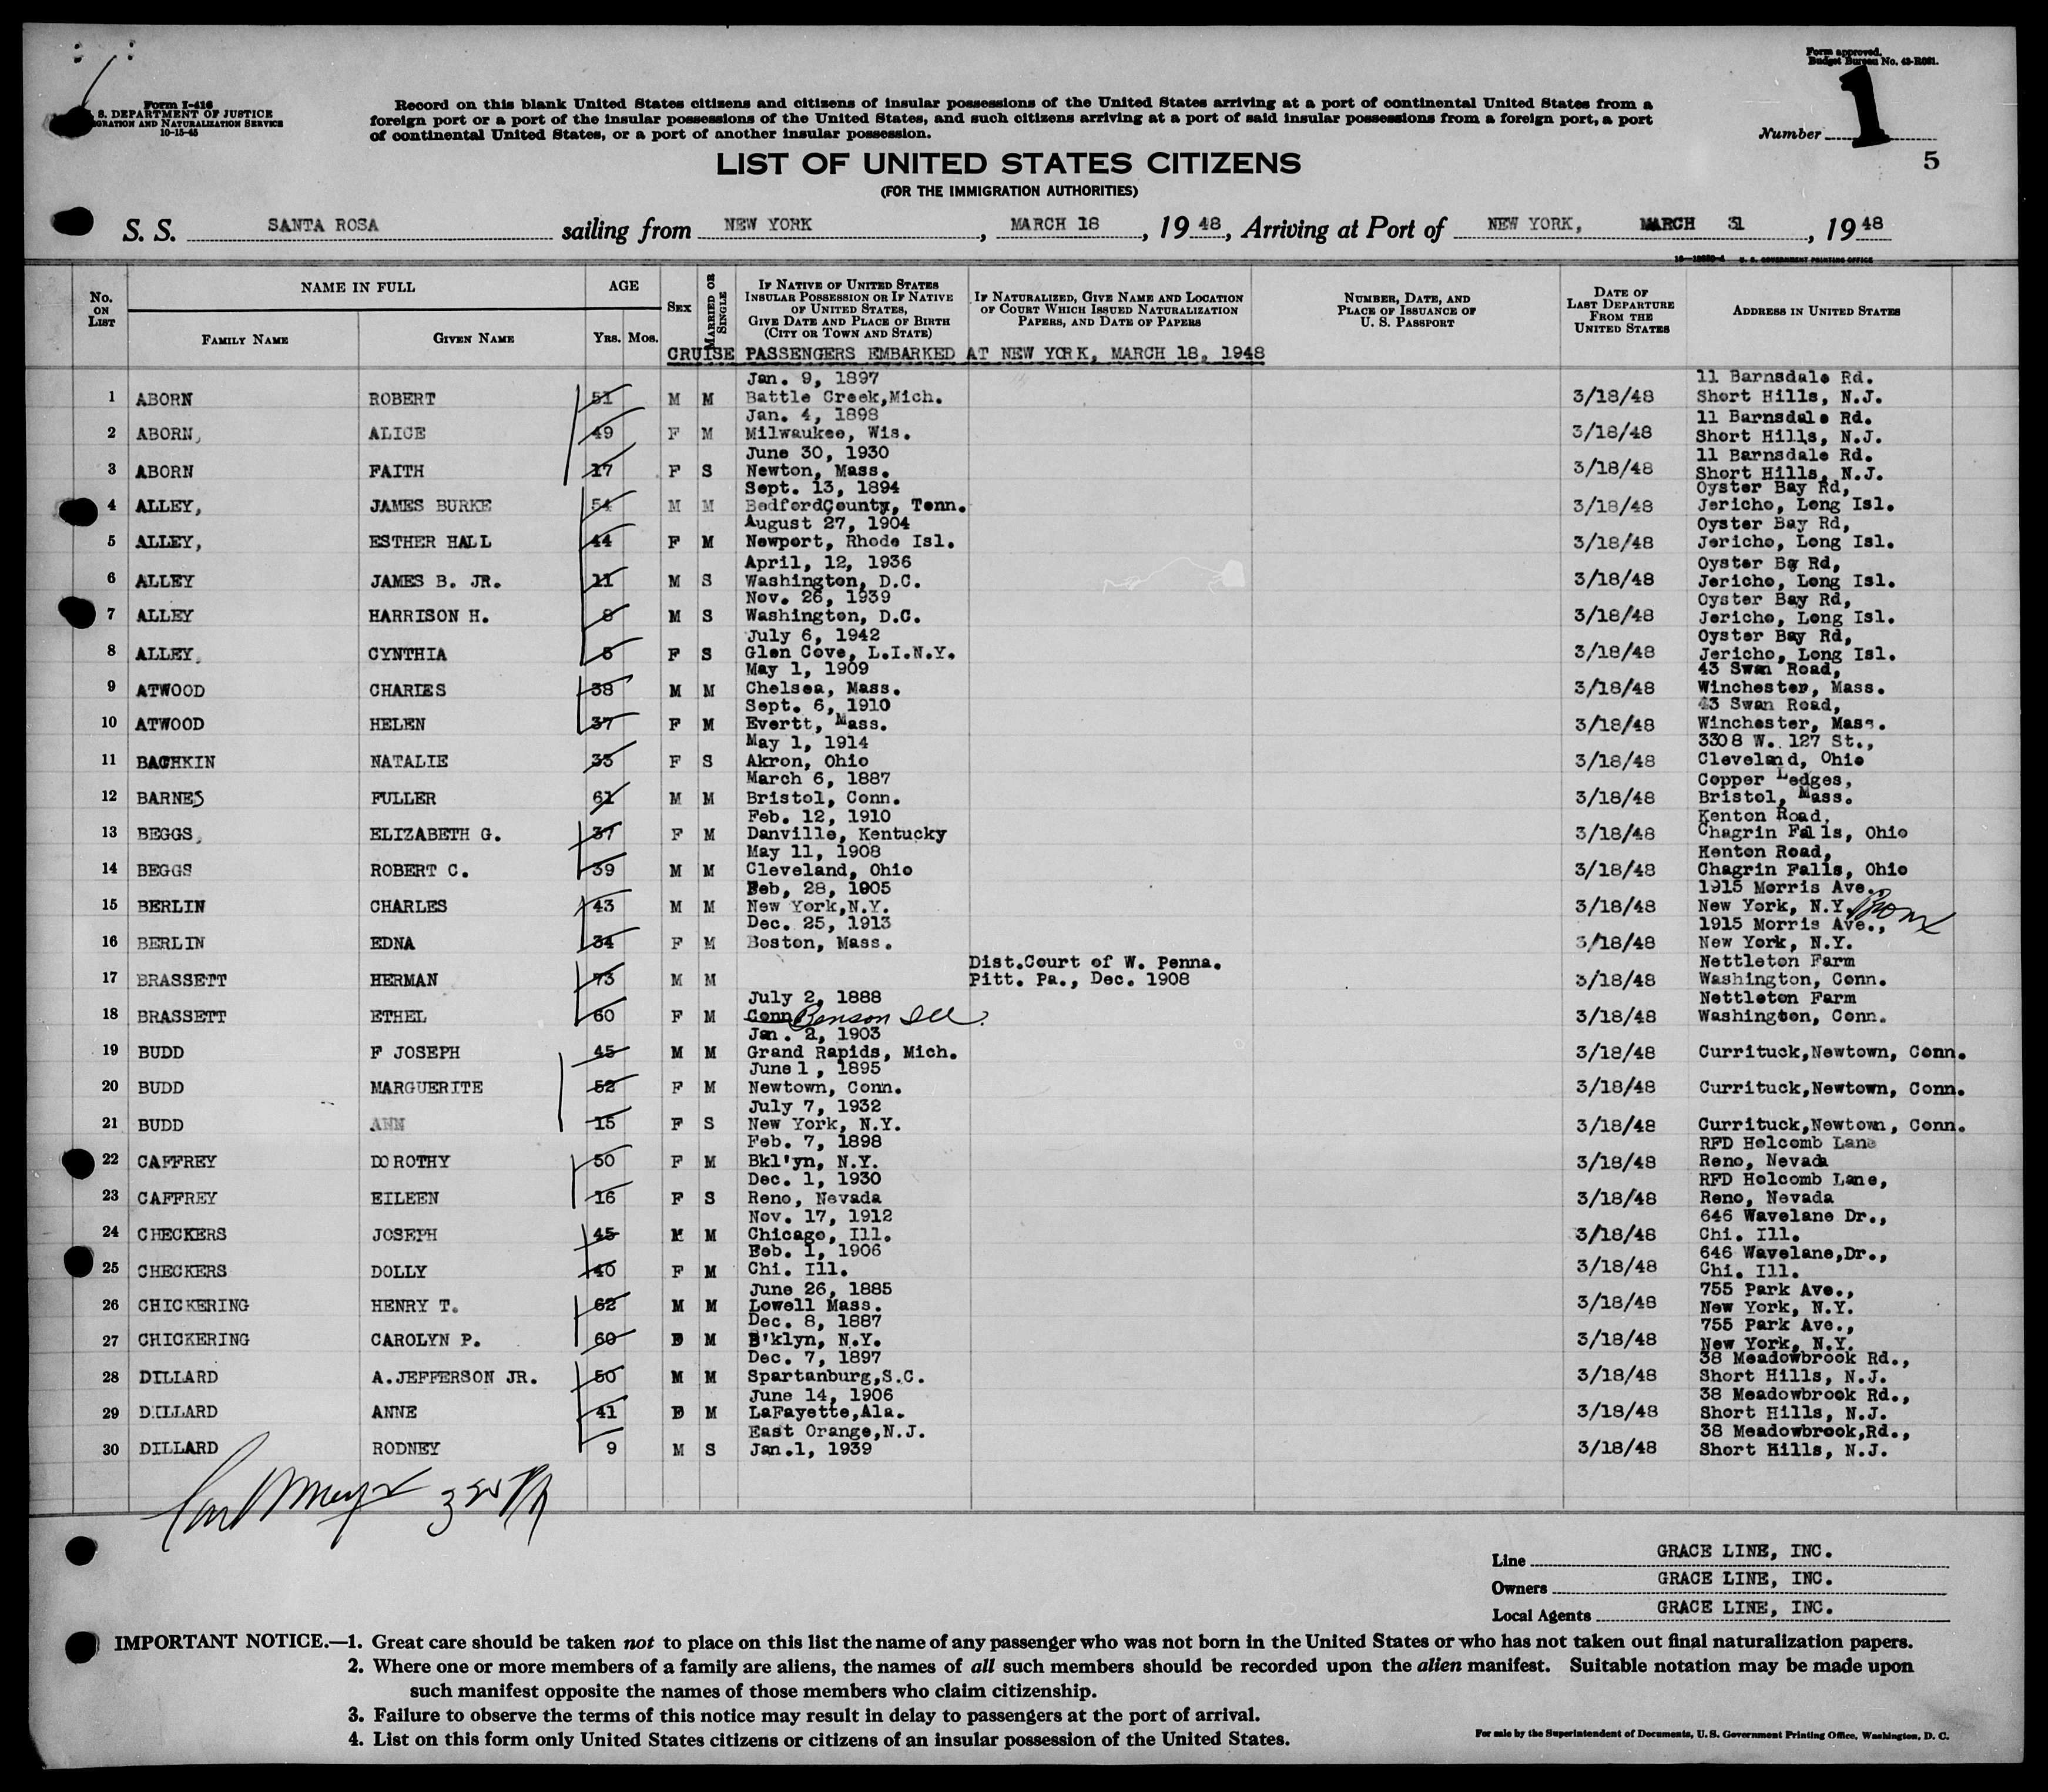 Form approved.
Budget Bureau No. 43-R081.
Form I-416
S. DEPARTMENT OF JUSTICE
GRATION AND NATURALIZATION SERVICE
10-15-45
Record on this blank United States citizens and citizens of insular possessions of the United States arriving at a port of continental United States from a
foreign port or a port of the insular possessions of the United States, and such citizens arriving at a port of said insular possessions from a foreign port, a port
of continental United States, or a port of another insular possession.
Number 1
5
LIST OF UNITED STATES CITIZENS
(FOR THE IMMIGRATION AUTHORITIES)
S. S. SANTA ROSA sailing from NEW YORK, MARCH 18, 1948, Arriving at Port of NEW YORK, MARCH 31, 1948
U. S. GOVERNMENT PRINTING OFFICE
No. on List
NAME IN FULL
Family Name
Given Name
AGE
Yrs. Mos.
Sex
Married or Single
If Native of United States Insular Possession or If Native of United States, Give Date and Place of Birth (City or Town and State)
If Naturalized, Give Name and Location of Court Which Issued Naturalization Papers, and Date of Papers
Number, Date, and Place of Issuance of U. S. Passport
Date of Last Departure From the United States
Address in United States
CRUISE PASSENGERS EMBARKED AT NEW YORK, MARCH 18, 1948
Jan. 9, 1897 11 Barnsdale Rd.
1 ABORN ROBERT 51 M M Battle Creek,Mich. 3/18/48 Short Hills, N.J.
Jan. 4, 1898 11 Barnsdale Rd.
2 ABORN, ALICE 49 F M Milwaukee, Wis. 3/18/48 Short Hills, N.J.
June 30, 1930 11 Barnsdale Rd.
3 ABORN FAITH 17 F S Newton, Mass. 3/18/48 Short Hills, N.J.
Sept. 13, 1894 Oyster Bay Rd,
4 ALLEY, JAMES BURKE 54 M M BedfordCounty, Tenn. 3/18/48 Jericho, Long Isl.
August 27, 1904 Oyster Bay Rd,
5 ALLEY, ESTHER HALL 44 F M Newport, Rhode Isl. 3/18/48 Jericho, Long Isl.
April, 12, 1936 Oyster Bay Rd,
6 ALLEY JAMES B. JR. 11 M S Washington, D.C. 3/18/48 Jericho, Long Isl.
Nov. 26, 1939 Oyster Bay Rd,
7 ALLEY HARRISON H. 8 M S Washington, D.C. 3/18/48 Jericho, Long Isl.
July 6, 1942 Oyster Bay Rd,
8 ALLEY, CYNTHIA 5 F S Glen Cove, L.I.N.Y. 3/18/48 Jericho, Long Isl.
May 1, 1909 43 Swan Road,
9 ATWOOD CHARLES 38 M M Chelsea, Mass. 3/18/48 Winchester, Mass.
Sept. 6, 1910 43 Swan Road,
10 ATWOOD HELEN 37 F M Evertt, Mass. 3/18/48 Winchester, Mass.
May 1, 1914 3308 W. 127 St.,
11 BACHKIN NATALIE 33 F S Akron, Ohio 3/18/48 Cleveland, Ohio
March 6, 1887 Copper Ledges,
12 BARNES FULLER 61 M M Bristol, Conn. 3/18/48 Bristol, Mass.
Feb. 12, 1910 Kenton Road,
13 BEGGS, ELIZABETH G. 37 F M Danville, Kentucky 3/18/48 Chagrin Falls, Ohio
May 11, 1908 Kenton Road,
14 BEGGS ROBERT C. 39 M M Cleveland, Ohio 3/18/48 Chagrin Falls, Ohio
Feb, 28, 1905 1915 Morris Ave.,
15 BERLIN CHARLES 43 M M New York,N.Y. 3/18/48 New York, N.Y. Bronx
Dec. 25, 1913 1915 Morris Ave.,
16 BERLIN EDNA 34 F M Boston, Mass. 3/18/48 New York, N.Y.
Dist.Court of W. Penna. Nettleton Farm
17 BRASSETT HERMAN 73 M M Pitt. Pa., Dec. 1908 3/18/48 Washington, Conn.
July 2, 1888 Nettleton Farm
18 BRASSETT ETHEL 60 F M Conn Benson Ill. 3/18/48 Washington, Conn.
Jan. 2, 1903
19 BUDD F JOSEPH 45 M M Grand Rapids, Mich. 3/18/48 Currituck,Newtown, Conn.
June 1, 1895
20 BUDD MARGUERITE 52 F M Newtown, Conn. 3/18/48 Currituck,Newtown, Conn.
July 7, 1932
21 BUDD ANN 15 F S New York, N.Y. 3/18/48 Currituck,Newtown, Conn.
Feb. 7, 1898 RFD Holcomb Lane
22 CAFFREY DOROTHY 50 F M Bkl'yn, N.Y. 3/18/48 Reno, Nevada
Dec. 1, 1930 RFD Holcomb Lane,
23 CAFFREY EILEEN 16 F S Reno, Nevada 3/18/48 Reno, Nevada
Nov. 17, 1912 646 Wavelane Dr.,
24 CHECKERS JOSEPH 45 M M Chicago, Ill. 3/18/48 Chi. Ill.
Feb. 1, 1906 646 Wavelane,Dr.,
25 CHECKERS DOLLY 40 F M Chi. Ill. 3/18/48 Chi. Ill.
June 26, 1885 755 Park Ave.,
26 CHICKERING HENRY T. 62 M M Lowell Mass. 3/18/48 New York, N.Y.
Dec. 8, 1887 755 Park Ave.,
27 CHICKERING CAROLYN P. 60 F M B'klyn, N.Y. 3/18/48 New York, N.Y.
Dec. 7, 1897 38 Meadowbrook Rd.,
28 DILLARD A.JEFFERSON JR. 50 M M Spartanburg,S.C. 3/18/48 Short Hills, N.J.
June 14, 1906 38 Meadowbrook Rd.,
29 DILLARD ANNE 41 F M LaFayette,Ala. 3/18/48 Short Hills, N.J.
East Orange,N.J. 38 Meadowbrook,Rd.,
30 DILLARD RODNEY 9 M S Jan.1, 1939 3/18/48 Short Hills, N.J.
Line GRACE LINE, INC.
Owners GRACE LINE, INC.
Local Agents GRACE LINE, INC.
IMPORTANT NOTICE.—1. Great care should be taken not to place on this list the name of any passenger who was not born in the United States or who has not taken out final naturalization papers.
2. Where one or more members of a family are aliens, the names of all such members should be recorded upon the alien manifest. Suitable notation may be made upon
such manifest opposite the names of those members who claim citizenship.
3. Failure to observe the terms of this notice may result in delay to passengers at the port of arrival.
4. List on this form only United States citizens or citizens of an insular possession of the United States.
For sale by the Superintendent of Documents, U. S. Government Printing Office, Washington, D. C.